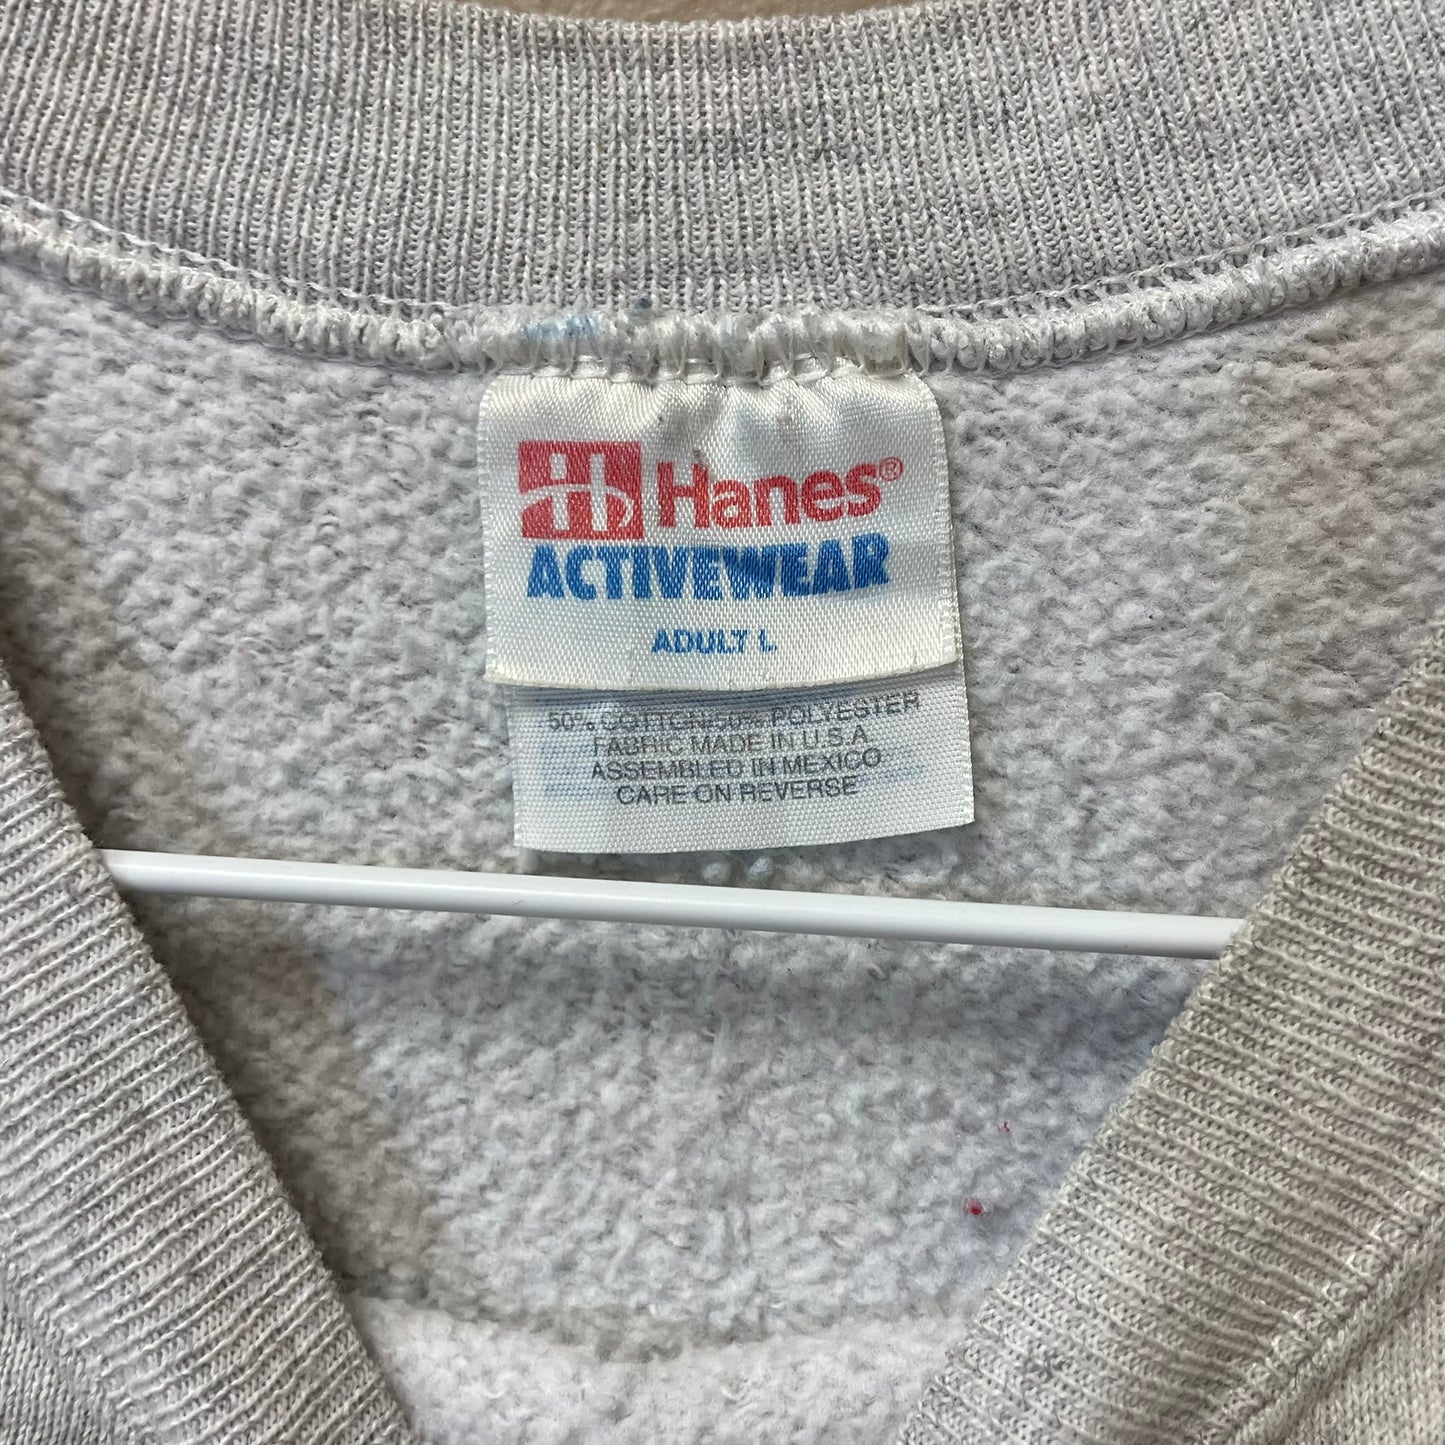 Hanes®
ACTIVEWEAR
ADULT L
50% COTTON/50% POLYESTER
FABRIC MADE IN U.S.A.
ASSEMBLED IN MEXICO
CARE ON REVERSE